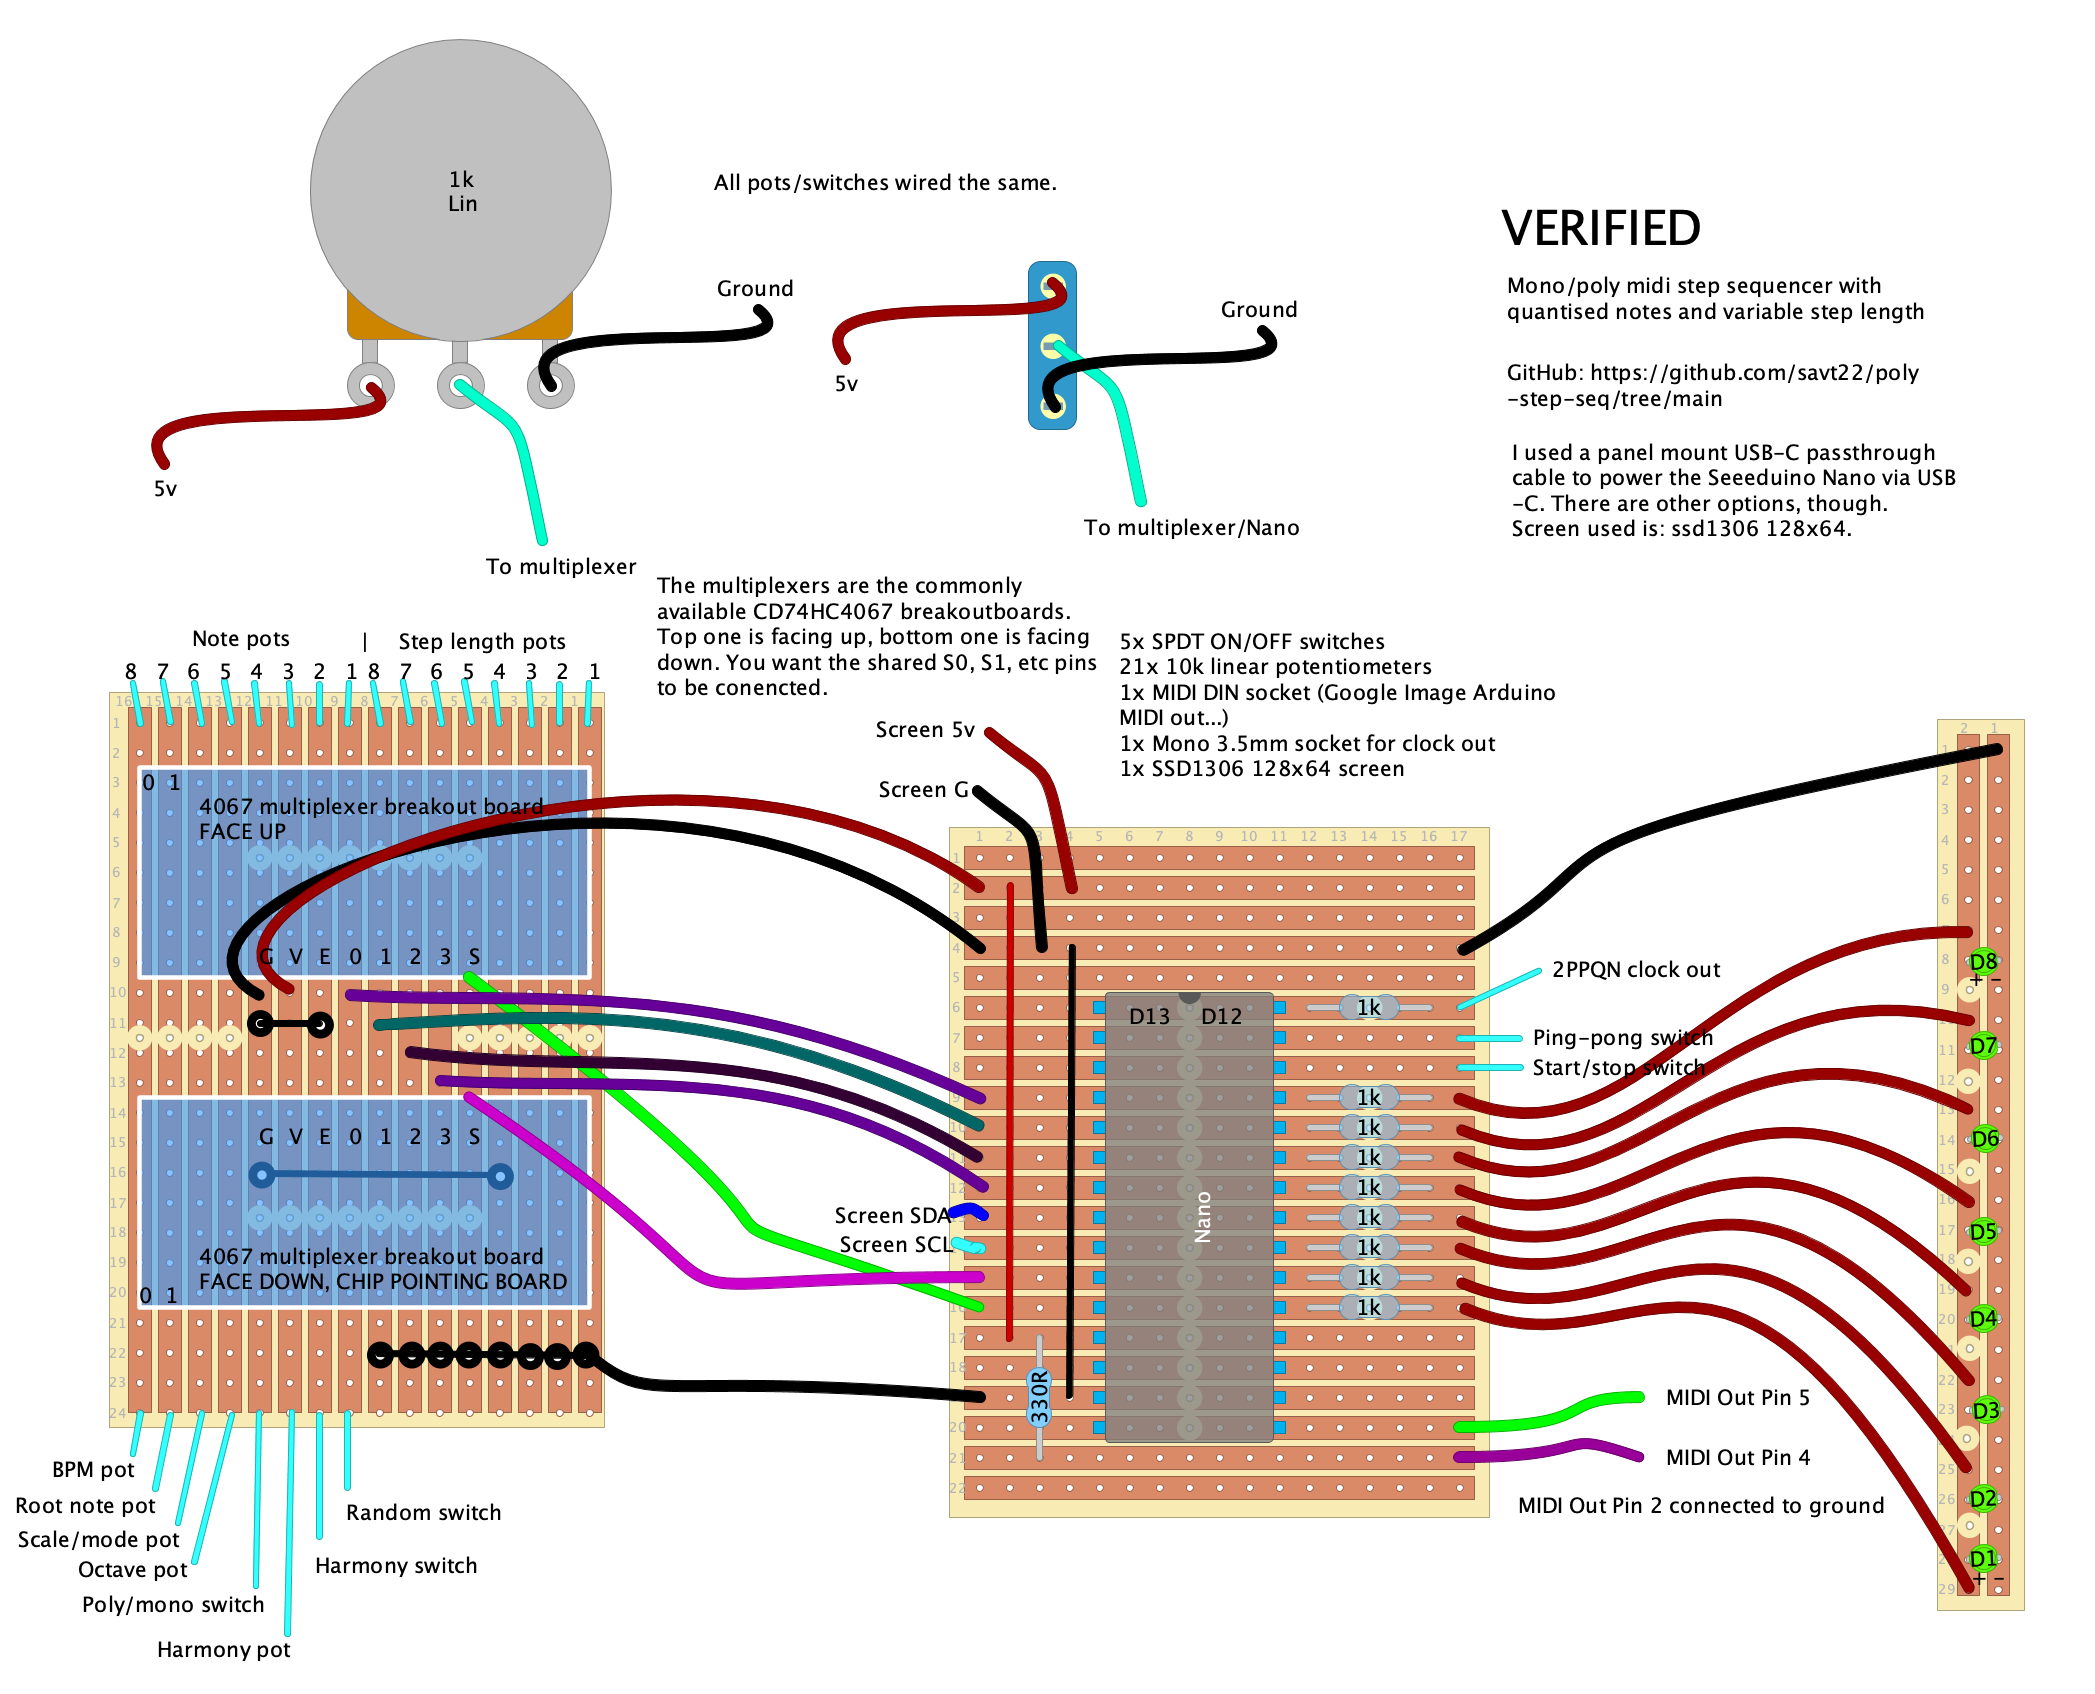 1k
Lin
All pots/switches wired the same.
Ground
5v
To multiplexer
Ground
5v
To multiplexer/Nano
VERIFIED
Mono/poly midi step sequencer with
quantised notes and variable step length
GitHub: https://github.com/savt22/poly
-step-seq/tree/main
I used a panel mount USB-C passthrough
cable to power the Seeeduino Nano via USB
-C. There are other options, though.
Screen used is: ssd1306 128x64.
The multiplexers are the commonly
available CD74HC4067 breakoutboards.
Top one is facing up, bottom one is facing
down. You want the shared S0, S1, etc pins
to be conencted.
5x SPDT ON/OFF switches
21x 10k linear potentiometers
1x MIDI DIN socket (Google Image Arduino
MIDI out...)
1x Mono 3.5mm socket for clock out
1x SSD1306 128x64 screen
Note pots | Step length pots
8 7 6 5 4 3 2 1 8 7 6 5 4 3 2 1
0 1
4067 multiplexer breakout board
FACE UP
G V E 0 1 2 3 S
G V E 0 1 2 3 S
4067 multiplexer breakout board
FACE DOWN, CHIP POINTING BOARD
0 1
BPM pot
Root note pot
Scale/mode pot
Octave pot
Poly/mono switch
Harmony pot
Random switch
Harmony switch
Screen 5v
Screen G
Screen SDA
Screen SCL
D13 D12
Nano
330R
1k
1k
1k
1k
1k
1k
1k
1k
1k
2PPQN clock out
Ping-pong switch
Start/stop switch
MIDI Out Pin 5
MIDI Out Pin 4
MIDI Out Pin 2 connected to ground
D8
+ -
D7
D6
D5
D4
D3
D2
D1
+ -